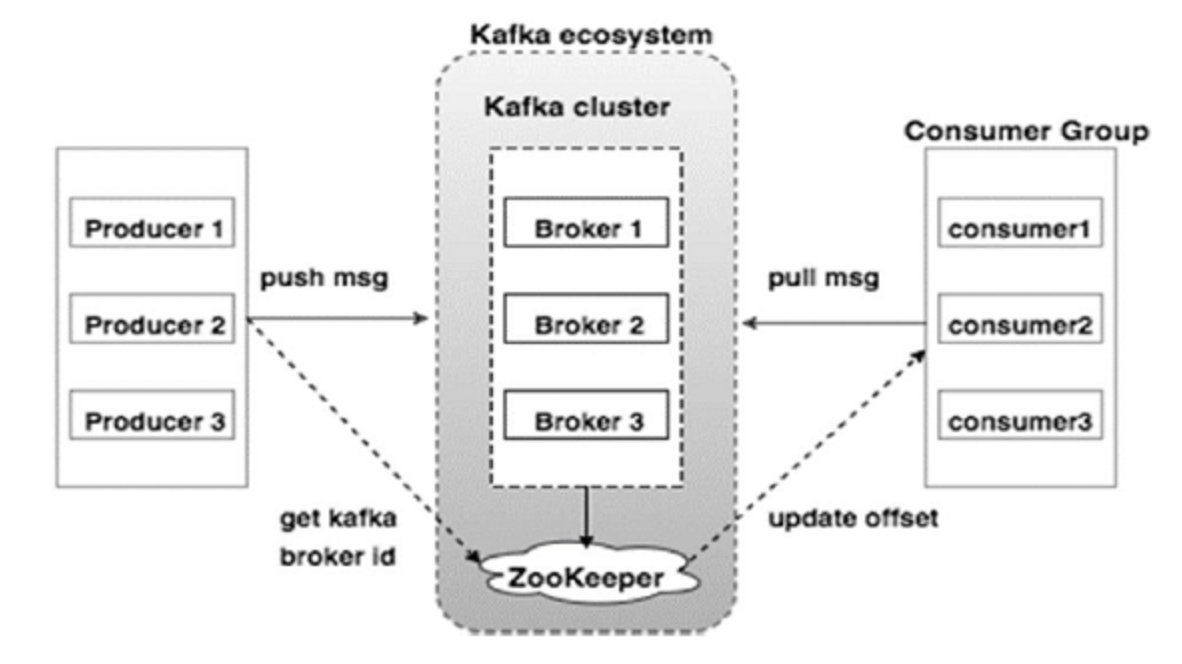 Kafka ecosystem
Kafka cluster
Consumer Group
Producer 1
Broker 1
consumer1
push msg
pull msg
Producer 2
Broker 2
consumer2
Producer 3
Broker 3
consumer3
get kafka
broker id
update offset
ZooKeeper